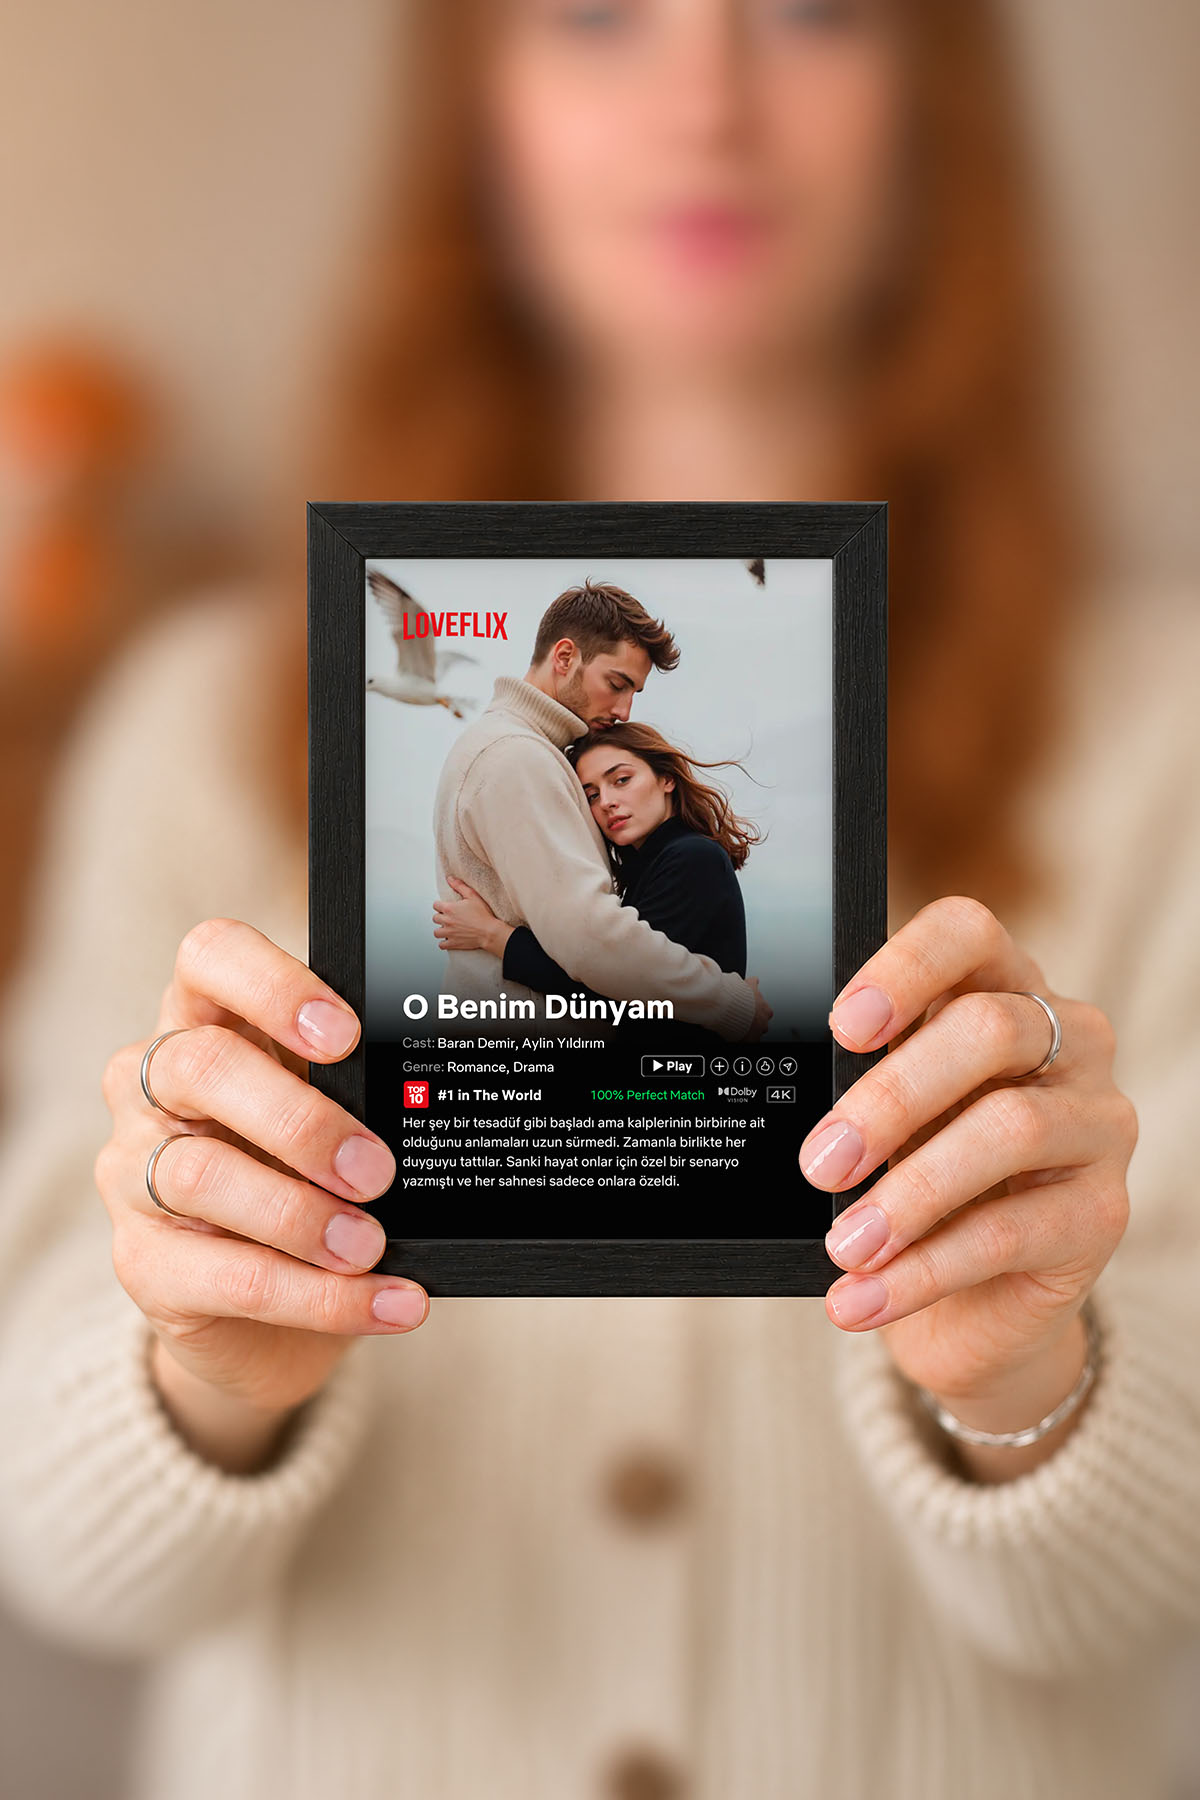 LOVEFLIX
O Benim Dünyam
Cast: Baran Demir, Aylin Yıldırım
Genre: Romance, Drama
Play
TOP 10 #1 in The World 100% Perfect Match Dolby VISION 4K
Her şey bir tesadüf gibi başladı ama kalplerinin birbirine ait
olduğunu anlamaları uzun sürmedi. Zamanla birlikte her
duyguyu tattılar. Sanki hayat onlar için özel bir senaryo
yazmıştı ve her sahnesi sadece onlara özeldi.